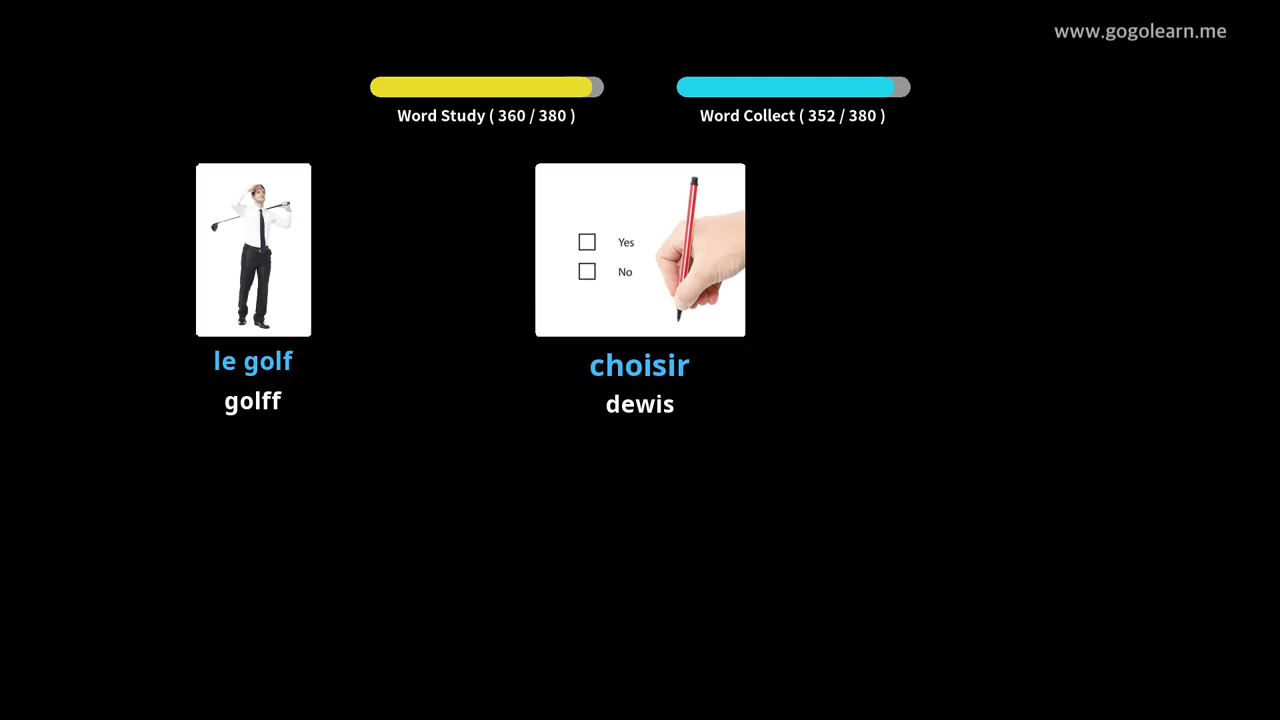 www.gogolearn.me
Word Study ( 360 / 380 )
Word Collect ( 352 / 380 )
Yes
No
le golf
golff
choisir
dewis